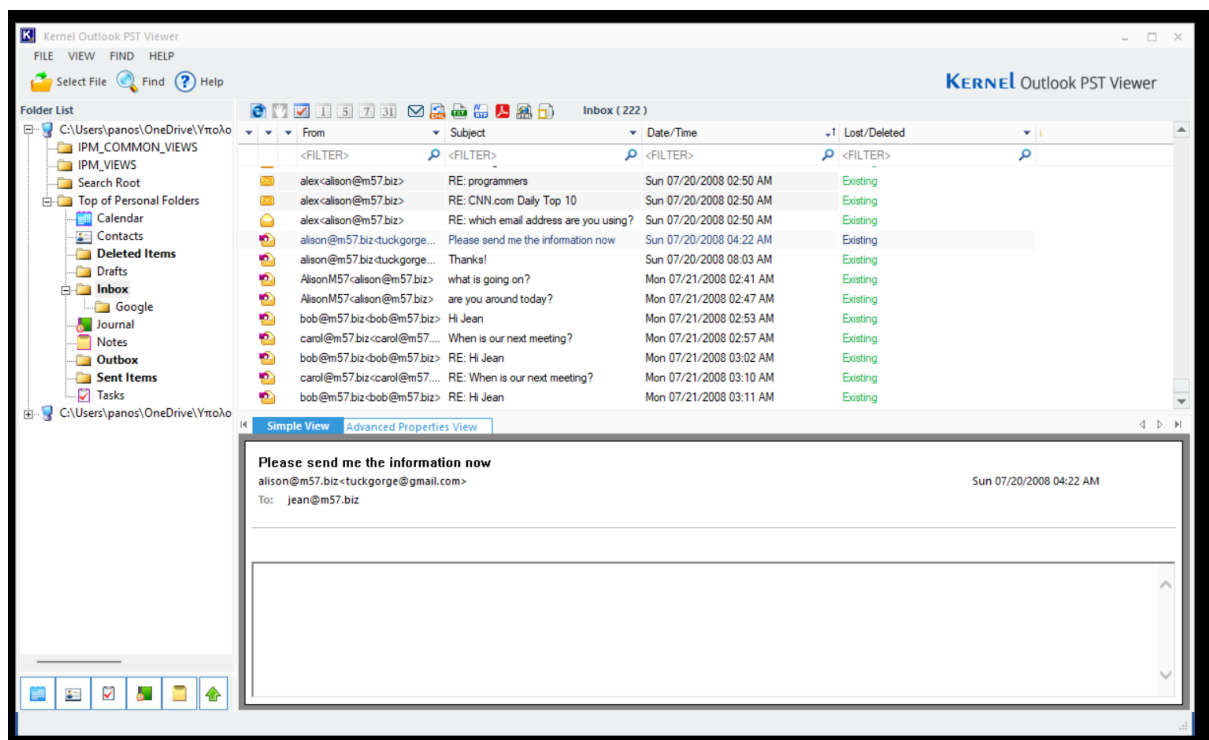 Kernel Outlook PST Viewer
FILE VIEW FIND HELP
Select File Find Help
KERNEL Outlook PST Viewer
Folder List
Inbox ( 222 )
C:\Users\panos\OneDrive\Υπολο
IPM_COMMON_VIEWS
IPM_VIEWS
Search Root
Top of Personal Folders
Calendar
Contacts
Deleted Items
Drafts
Inbox
Google
Journal
Notes
Outbox
Sent Items
Tasks
C:\Users\panos\OneDrive\Υπολο
From Subject Date/Time Lost/Deleted
<FILTER> <FILTER> <FILTER> <FILTER>
alex<alison@m57.biz> RE: programmers Sun 07/20/2008 02:50 AM Existing
alex<alison@m57.biz> RE: CNN.com Daily Top 10 Sun 07/20/2008 02:50 AM Existing
alex<alison@m57.biz> RE: which email address are you using? Sun 07/20/2008 02:50 AM Existing
alison@m57.biz<tuckgorge... Please send me the information now Sun 07/20/2008 04:22 AM Existing
alison@m57.biz<tuckgorge... Thanks! Sun 07/20/2008 08:03 AM Existing
AlisonM57<alison@m57.biz> what is going on? Mon 07/21/2008 02:41 AM Existing
AlisonM57<alison@m57.biz> are you around today? Mon 07/21/2008 02:47 AM Existing
bob@m57.biz<bob@m57.biz> Hi Jean Mon 07/21/2008 02:53 AM Existing
carol@m57.biz<carol@m57.... When is our next meeting? Mon 07/21/2008 02:57 AM Existing
bob@m57.biz<bob@m57.biz> RE: Hi Jean Mon 07/21/2008 03:02 AM Existing
carol@m57.biz<carol@m57.... RE: When is our next meeting? Mon 07/21/2008 03:10 AM Existing
bob@m57.biz<bob@m57.biz> RE: Hi Jean Mon 07/21/2008 03:11 AM Existing
Simple View Advanced Properties View
Please send me the information now
alison@m57.biz<tuckgorge@gmail.com> Sun 07/20/2008 04:22 AM
To: jean@m57.biz